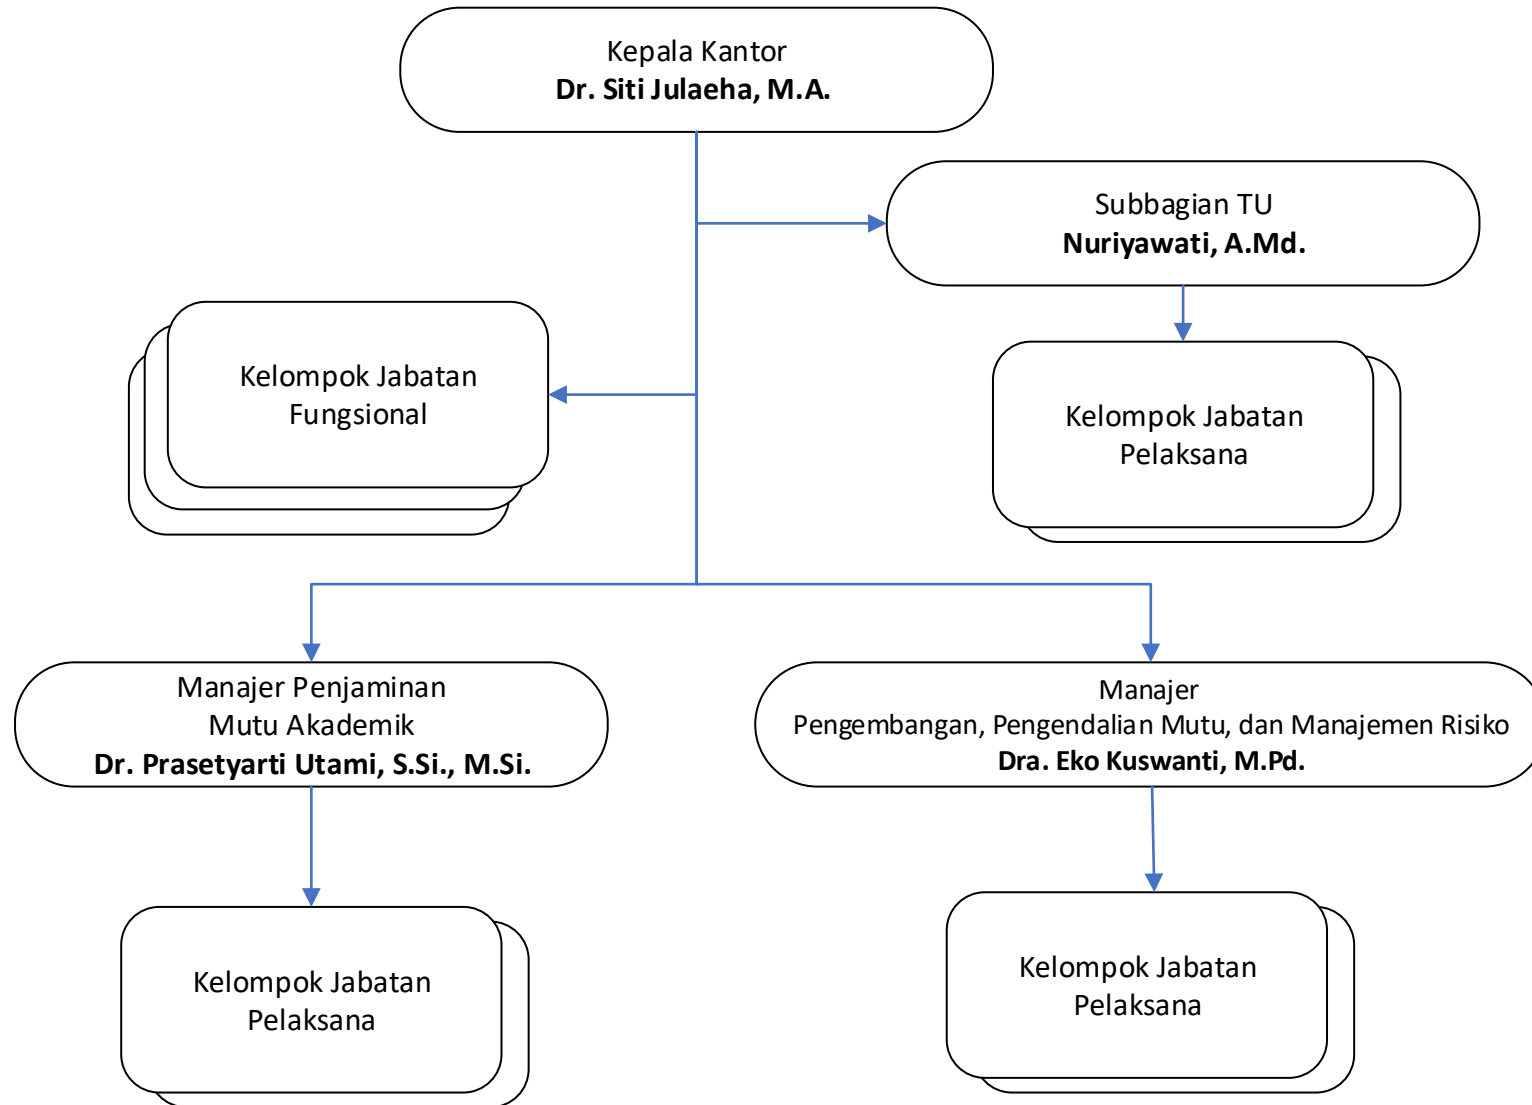 Kepala Kantor
Dr. Siti Julaeha, M.A.
Subbagian TU
Nuriyawati, A.Md.
Kelompok Jabatan
Fungsional
Kelompok Jabatan
Pelaksana
Manajer Penjaminan
Mutu Akademik
Dr. Prasetyarti Utami, S.Si., M.Si.
Manajer
Pengembangan, Pengendalian Mutu, dan Manajemen Risiko
Dra. Eko Kuswanti, M.Pd.
Kelompok Jabatan
Pelaksana
Kelompok Jabatan
Pelaksana